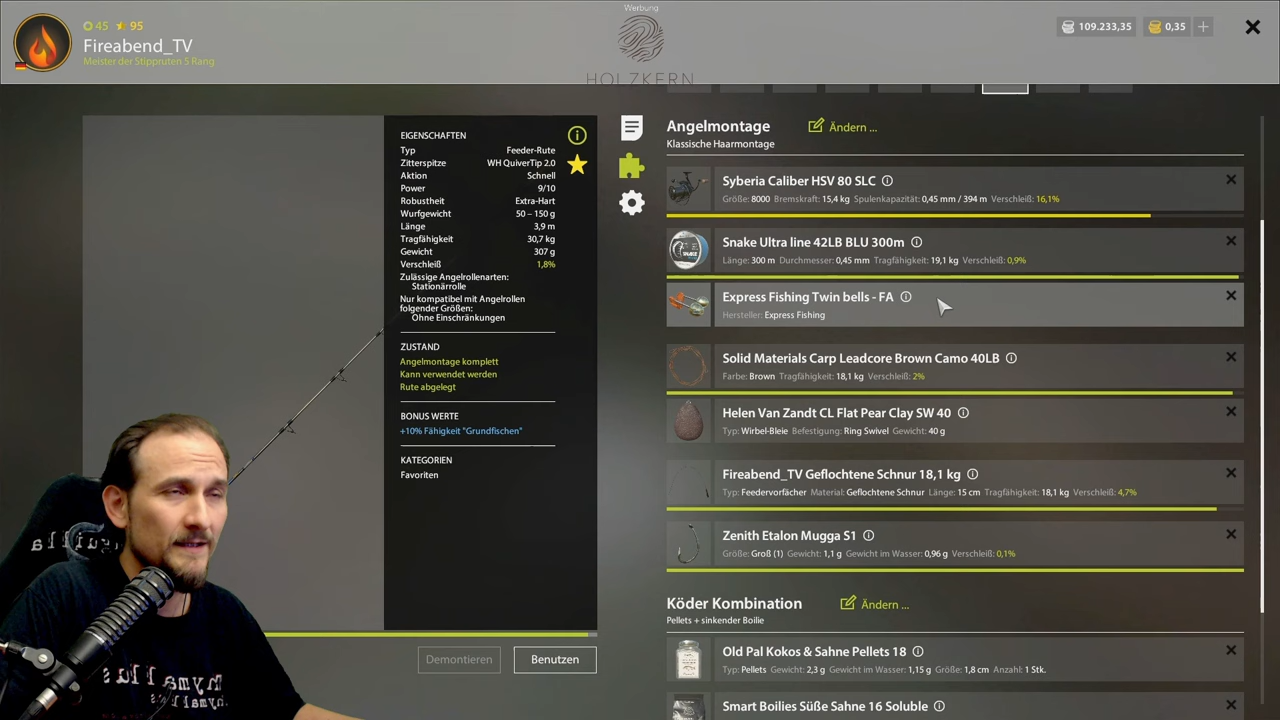 Werbung
HOLZKERN
45 95
Fireabend_TV
Meister der Stippruten 5 Rang
109.233,35
0,35
EIGENSCHAFTEN
Typ Feeder-Rute
Zitterspitze WH QuiverTip 2.0
Aktion Schnell
Power 9/10
Robustheit Extra-Hart
Wurfgewicht 50 – 150 g
Länge 3,9 m
Tragfähigkeit 30,7 kg
Gewicht 307 g
Verschleiß 1,8%
Zulässige Angelrollenarten:
Stationärrolle
Nur kompatibel mit Angelrollen
folgender Größen:
Ohne Einschränkungen
ZUSTAND
Angelmontage komplett
Kann verwendet werden
Rute abgelegt
BONUS WERTE
+10% Fähigkeit "Grundfischen"
KATEGORIEN
Favoriten
Demontieren
Benutzen
Angelmontage Ändern ...
Klassische Haarmontage
Syberia Caliber HSV 80 SLC
Größe: 8000 Bremskraft: 15,4 kg Spulenkapazität: 0,45 mm / 394 m Verschleiß: 16,1%
Snake Ultra line 42LB BLU 300m
Länge: 300 m Durchmesser: 0,45 mm Tragfähigkeit: 19,1 kg Verschleiß: 0,9%
Express Fishing Twin bells - FA
Hersteller: Express Fishing
Solid Materials Carp Leadcore Brown Camo 40LB
Farbe: Brown Tragfähigkeit: 18,1 kg Verschleiß: 2%
Helen Van Zandt CL Flat Pear Clay SW 40
Typ: Wirbel-Bleie Befestigung: Ring Swivel Gewicht: 40 g
Fireabend_TV Geflochtene Schnur 18,1 kg
Typ: Feedervorfächer Material: Geflochtene Schnur Länge: 15 cm Tragfähigkeit: 18,1 kg Verschleiß: 4,7%
Zenith Etalon Mugga S1
Größe: Groß (1) Gewicht: 1,1 g Gewicht im Wasser: 0,96 g Verschleiß: 0,1%
Köder Kombination Ändern ...
Pellets + sinkender Boilie
Old Pal Kokos & Sahne Pellets 18
Typ: Pellets Gewicht: 2,3 g Gewicht im Wasser: 1,15 g Größe: 1,8 cm Anzahl: 1 Stk.
Smart Boilies Süße Sahne 16 Soluble